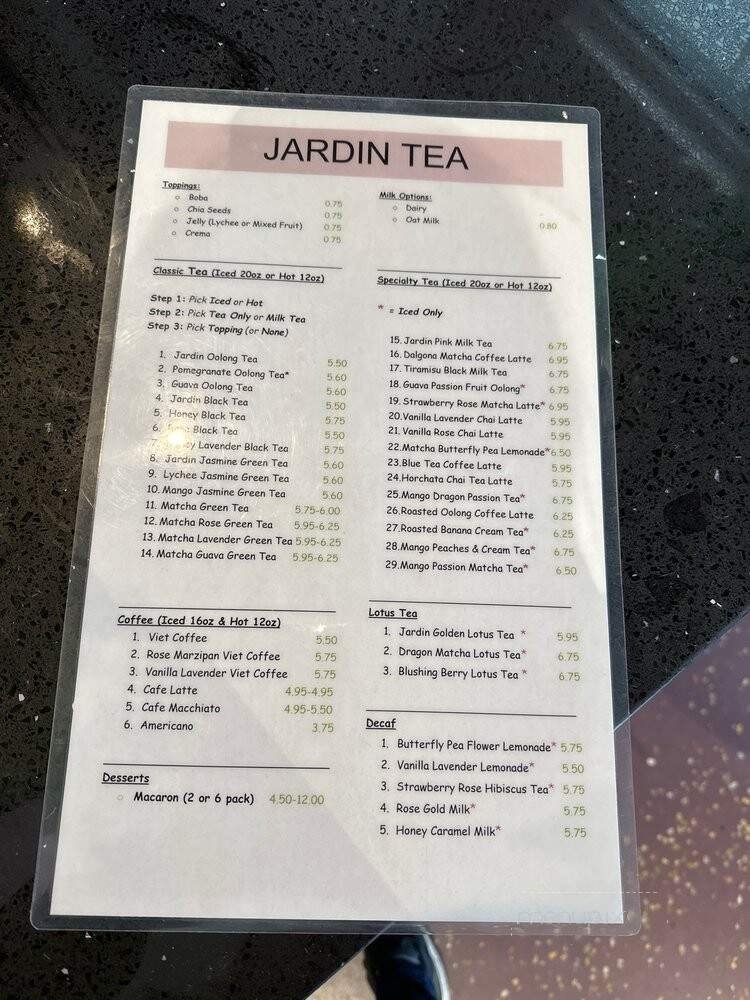 JARDIN TEA
Toppings:
Boba 0.75
Chia Seeds 0.75
Jelly (Lychee or Mixed Fruit) 0.75
Crema 0.75
Milk Options:
Dairy -
Oat Milk 0.80
Classic Tea (Iced 20oz or Hot 12oz)
Step 1: Pick Iced or Hot
Step 2: Pick Tea Only or Milk Tea
Step 3: Pick Topping (or None)
1. Jardin Oolong Tea 5.50
2. Pomegranate Oolong Tea* 5.60
3. Guava Oolong Tea 5.60
4. Jardin Black Tea 5.50
5. Honey Black Tea 5.75
6. Black Tea 5.50
7. Lavender Black Tea 5.75
8. Jardin Jasmine Green Tea 5.60
9. Lychee Jasmine Green Tea 5.60
10. Mango Jasmine Green Tea 5.60
11. Matcha Green Tea 5.75-6.00
12. Matcha Rose Green Tea 5.95-6.25
13. Matcha Lavender Green Tea 5.95-6.25
14. Matcha Guava Green Tea 5.95-6.25
Specialty Tea (Iced 20oz or Hot 12oz)
* = Iced Only
15. Jardin Pink Milk Tea 6.75
16. Dalgona Matcha Coffee Latte 6.95
17. Tiramisu Black Milk Tea 6.75
18. Guava Passion Fruit Oolong* 6.75
19. Strawberry Rose Matcha Latte* 6.95
20.Vanilla Lavender Chai Latte 5.95
21. Vanilla Rose Chai Latte 5.95
22.Matcha Butterfly Pea Lemonade*6.50
23.Blue Tea Coffee Latte 5.95
24.Horchata Chai Tea Latte 5.75
25.Mango Dragon Passion Tea* 6.75
26.Roasted Oolong Coffee Latte 6.25
27.Roasted Banana Cream Tea* 6.25
28.Mango Peaches & Cream Tea* 6.75
29.Mango Passion Matcha Tea* 6.50
Coffee (Iced 16oz & Hot 12oz)
1. Viet Coffee 5.50
2. Rose Marzipan Viet Coffee 5.75
3. Vanilla Lavender Viet Coffee 5.75
4. Cafe Latte 4.95-4.95
5. Cafe Macchiato 4.95-5.50
6. Americano 3.75
Lotus Tea
1. Jardin Golden Lotus Tea * 5.95
2. Dragon Matcha Lotus Tea* 6.75
3. Blushing Berry Lotus Tea * 6.75
Desserts
Macaron (2 or 6 pack) 4.50-12.00
Decaf
1. Butterfly Pea Flower Lemonade* 5.75
2. Vanilla Lavender Lemonade* 5.50
3. Strawberry Rose Hibiscus Tea* 5.75
4. Rose Gold Milk* 5.75
5. Honey Caramel Milk* 5.75